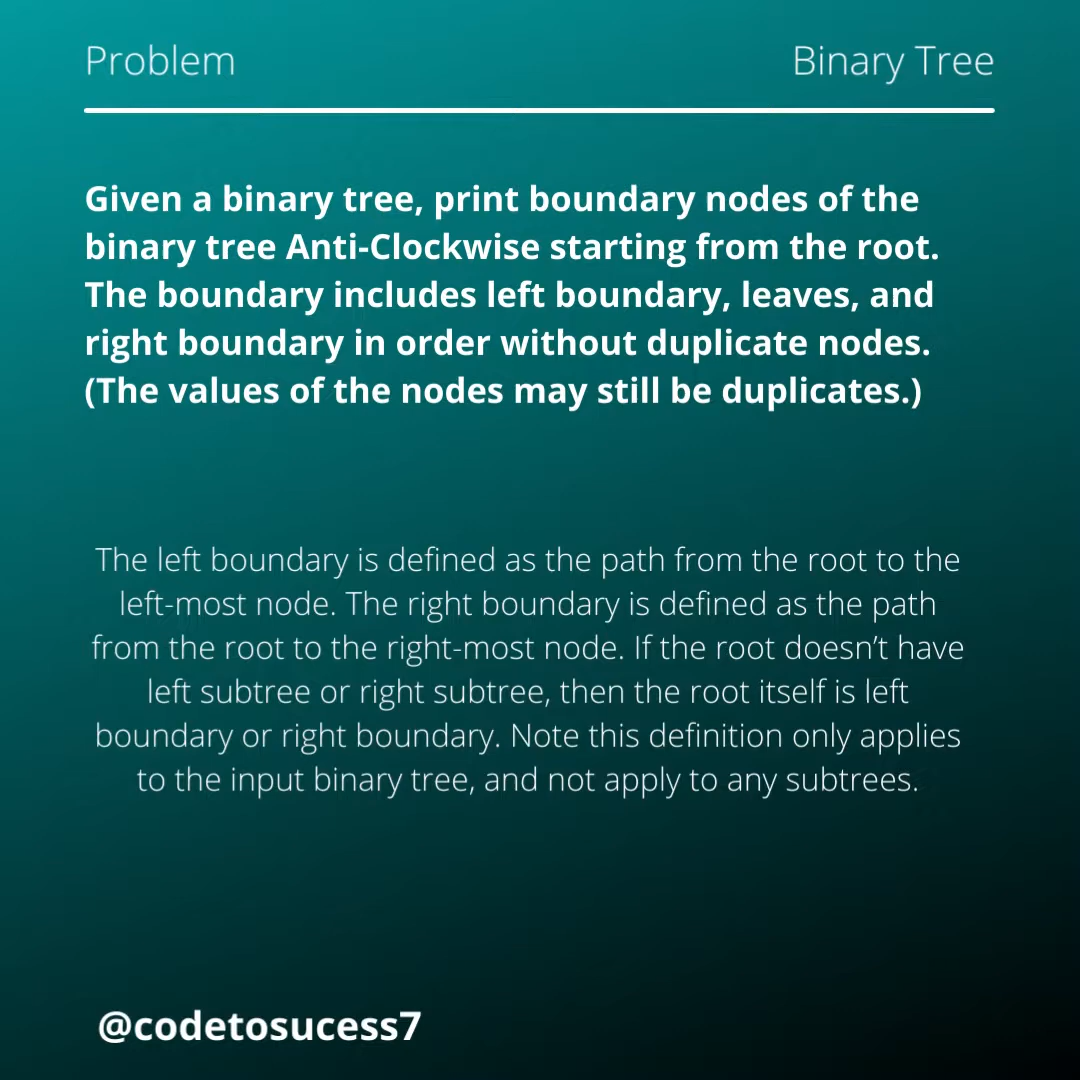 Problem
Binary Tree
Given a binary tree, print boundary nodes of the
binary tree Anti-Clockwise starting from the root.
The boundary includes left boundary, leaves, and
right boundary in order without duplicate nodes.
(The values of the nodes may still be duplicates.)
The left boundary is defined as the path from the root to the
left-most node. The right boundary is defined as the path
from the root to the right-most node. If the root doesn’t have
left subtree or right subtree, then the root itself is left
boundary or right boundary. Note this definition only applies
to the input binary tree, and not apply to any subtrees.
@codetosucess7